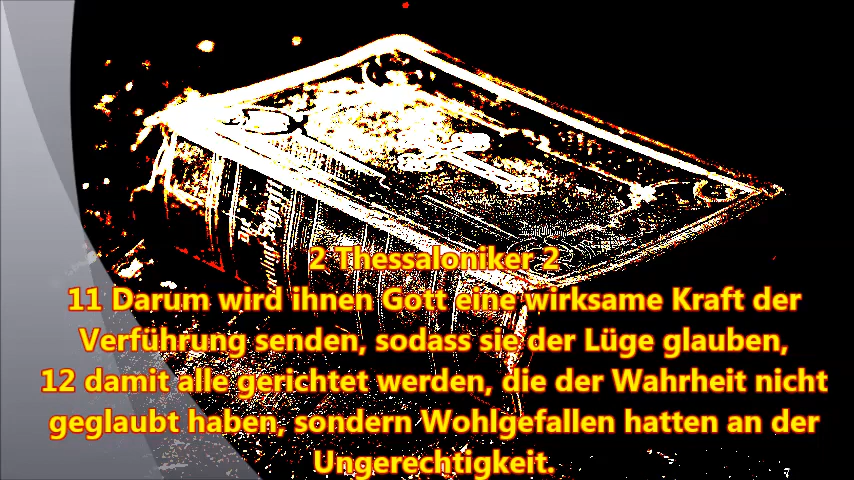 2 Thessaloniker 2
11 Darum wird ihnen Gott eine wirksame Kraft der
Verführung senden, sodass sie der Lüge glauben,
12 damit alle gerichtet werden, die der Wahrheit nicht
geglaubt haben, sondern Wohlgefallen hatten an der
Ungerechtigkeit.
7